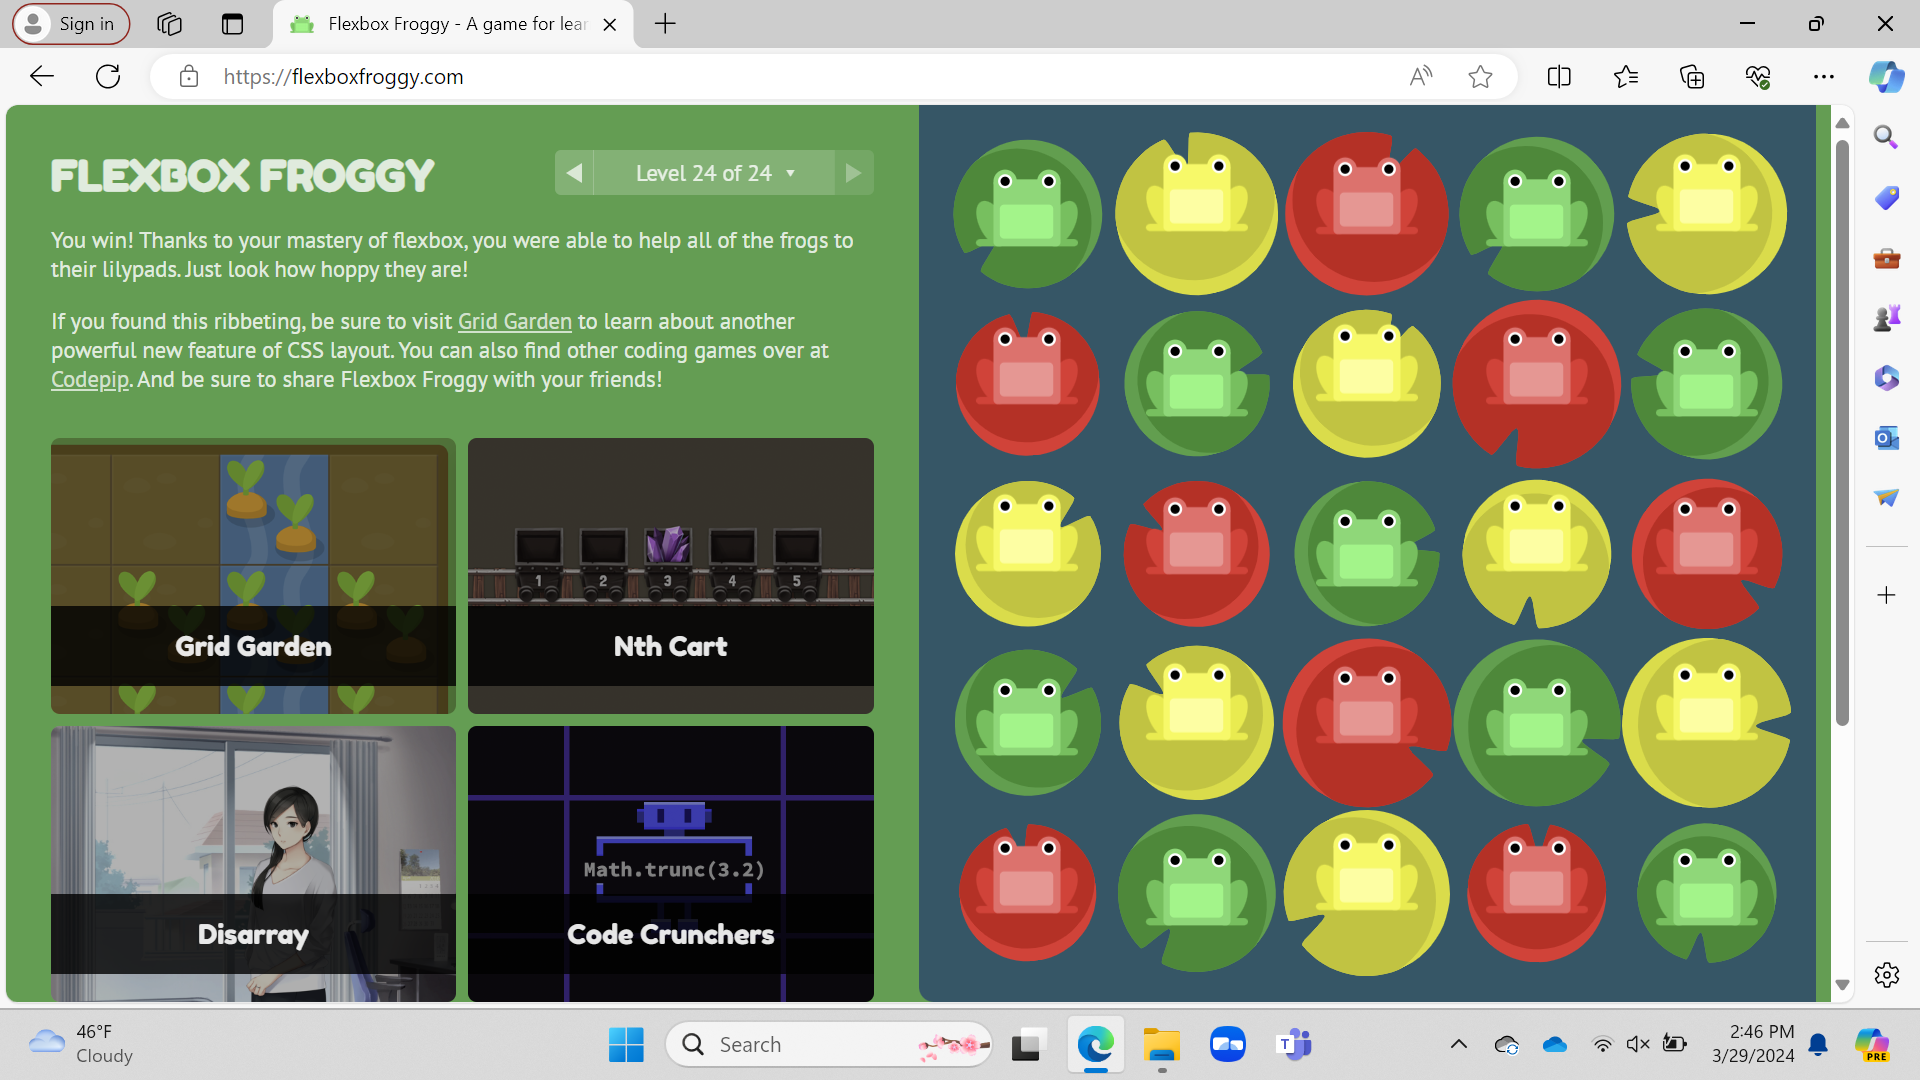 Sign in
Flexbox Froggy - A game for lear
https://flexboxfroggy.com
FLEXBOX FROGGY
Level 24 of 24
You win! Thanks to your mastery of flexbox, you were able to help all of the frogs to
their lilypads. Just look how hoppy they are!
If you found this ribbeting, be sure to visit Grid Garden to learn about another
powerful new feature of CSS layout. You can also find other coding games over at
Codepip. And be sure to share Flexbox Froggy with your friends!
1 2 3 4 5
Grid Garden
Nth Cart
Math.trunc(3.2)
Disarray
Code Crunchers
46°F
Cloudy
Search
2:46 PM
3/29/2024
PRE